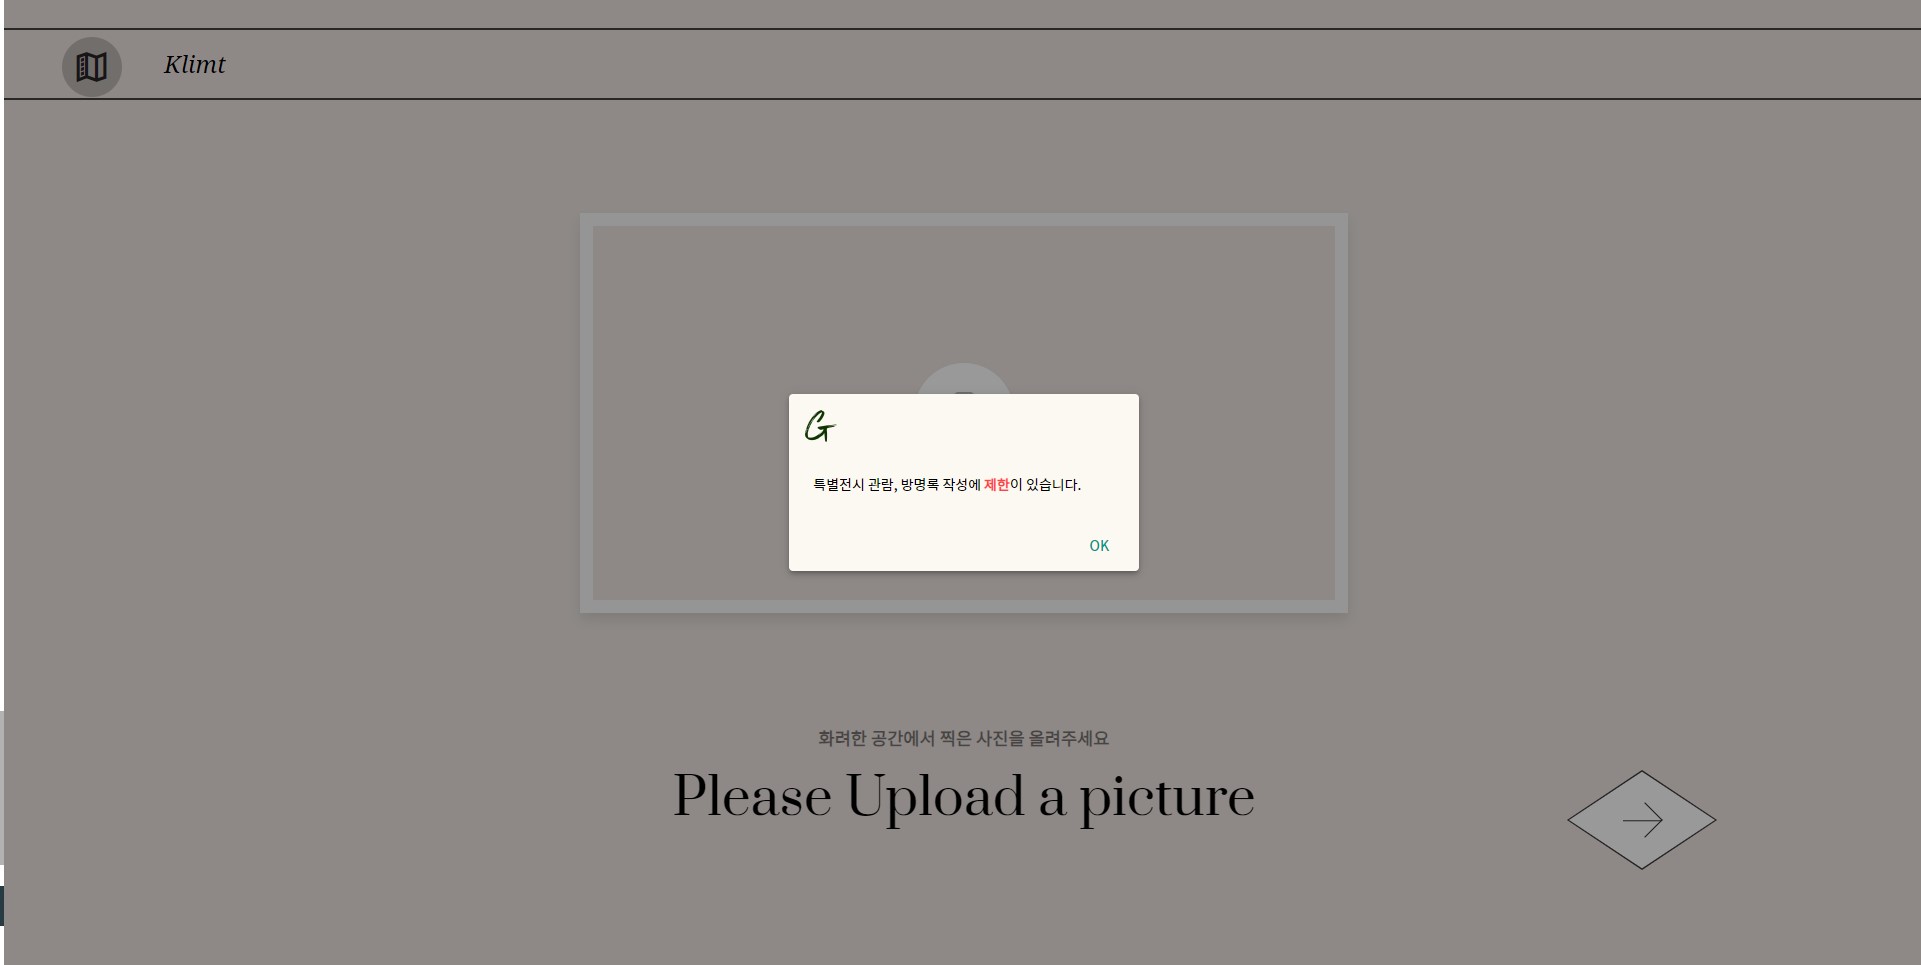 Klimt
G
특별전시 관람, 방명록 작성에 제한이 있습니다.
OK
화려한 공간에서 찍은 사진을 올려주세요
Please Upload a picture